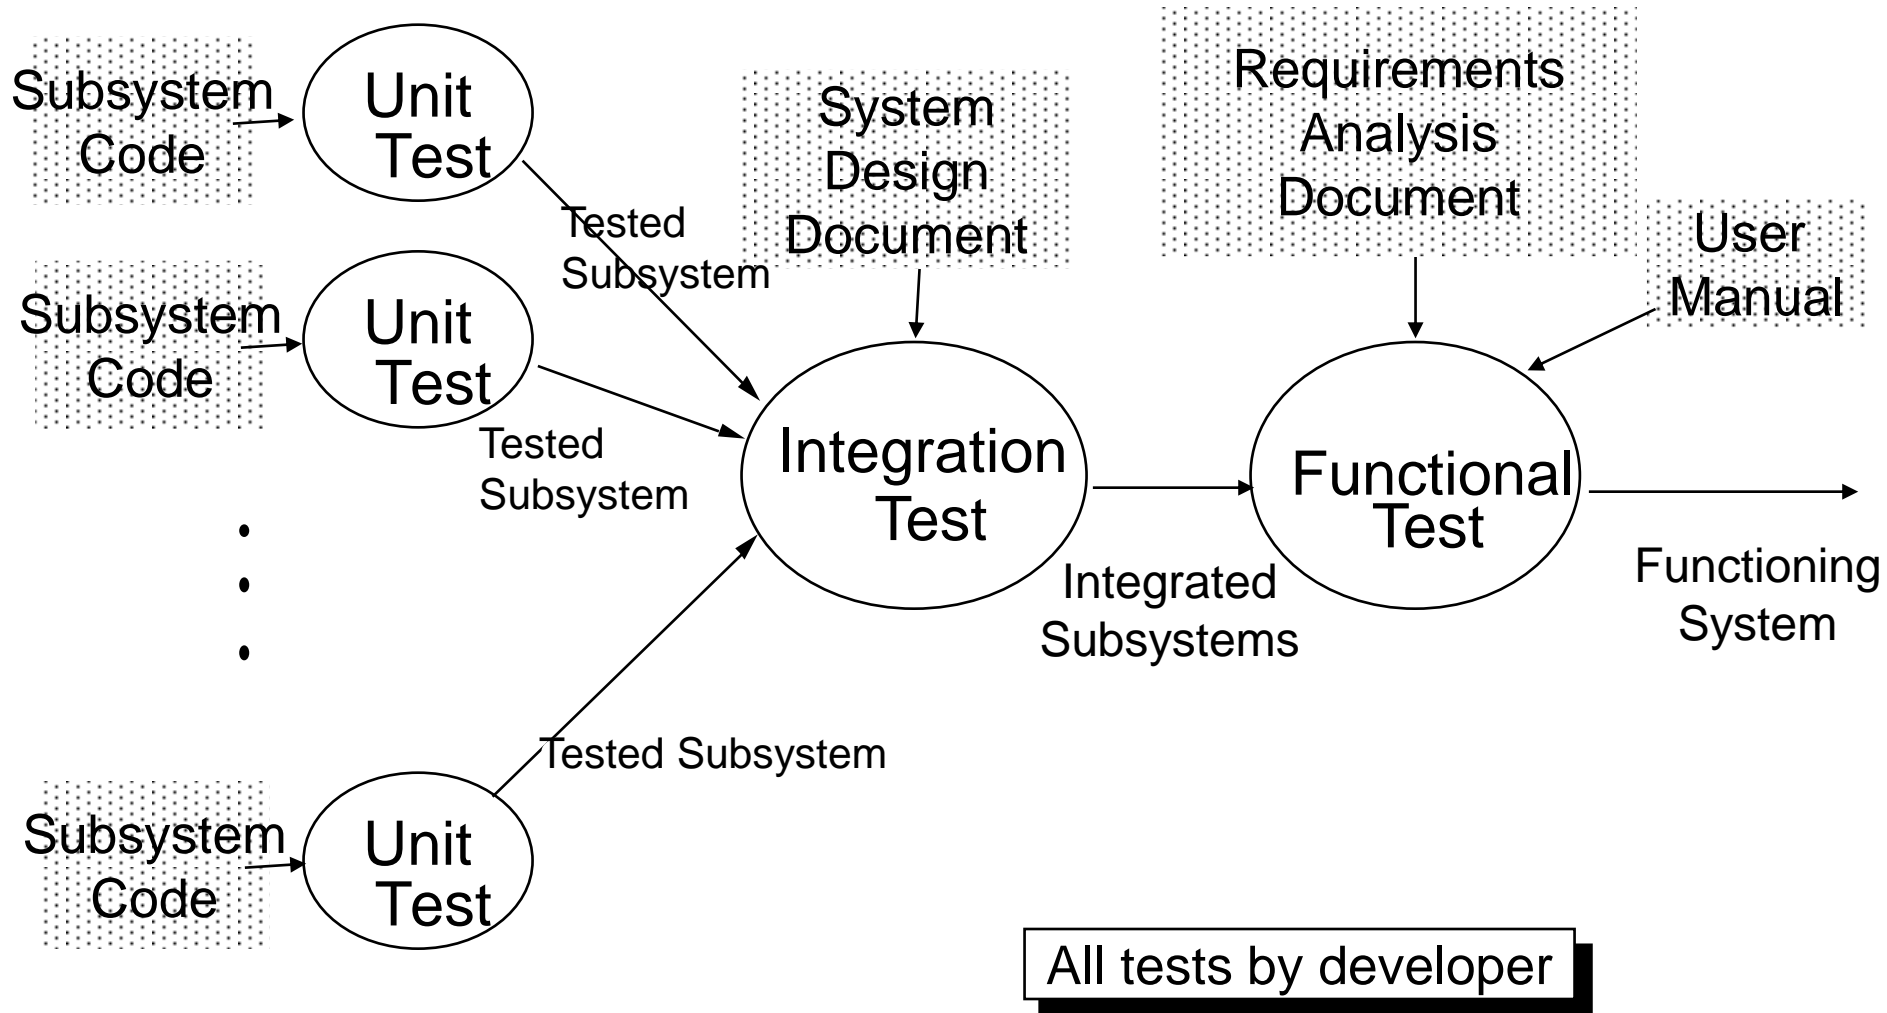 Subsystem
Code
Unit
Test
Tested
Subsystem
System
Design
Document
Requirements
Analysis
Document
User
Manual
Subsystem
Code
Unit
Test
Tested
Subsystem
Integration
Test
Functional
Test
Integrated
Subsystems
Functioning
System
Tested Subsystem
Subsystem
Code
Unit
Test
All tests by developer